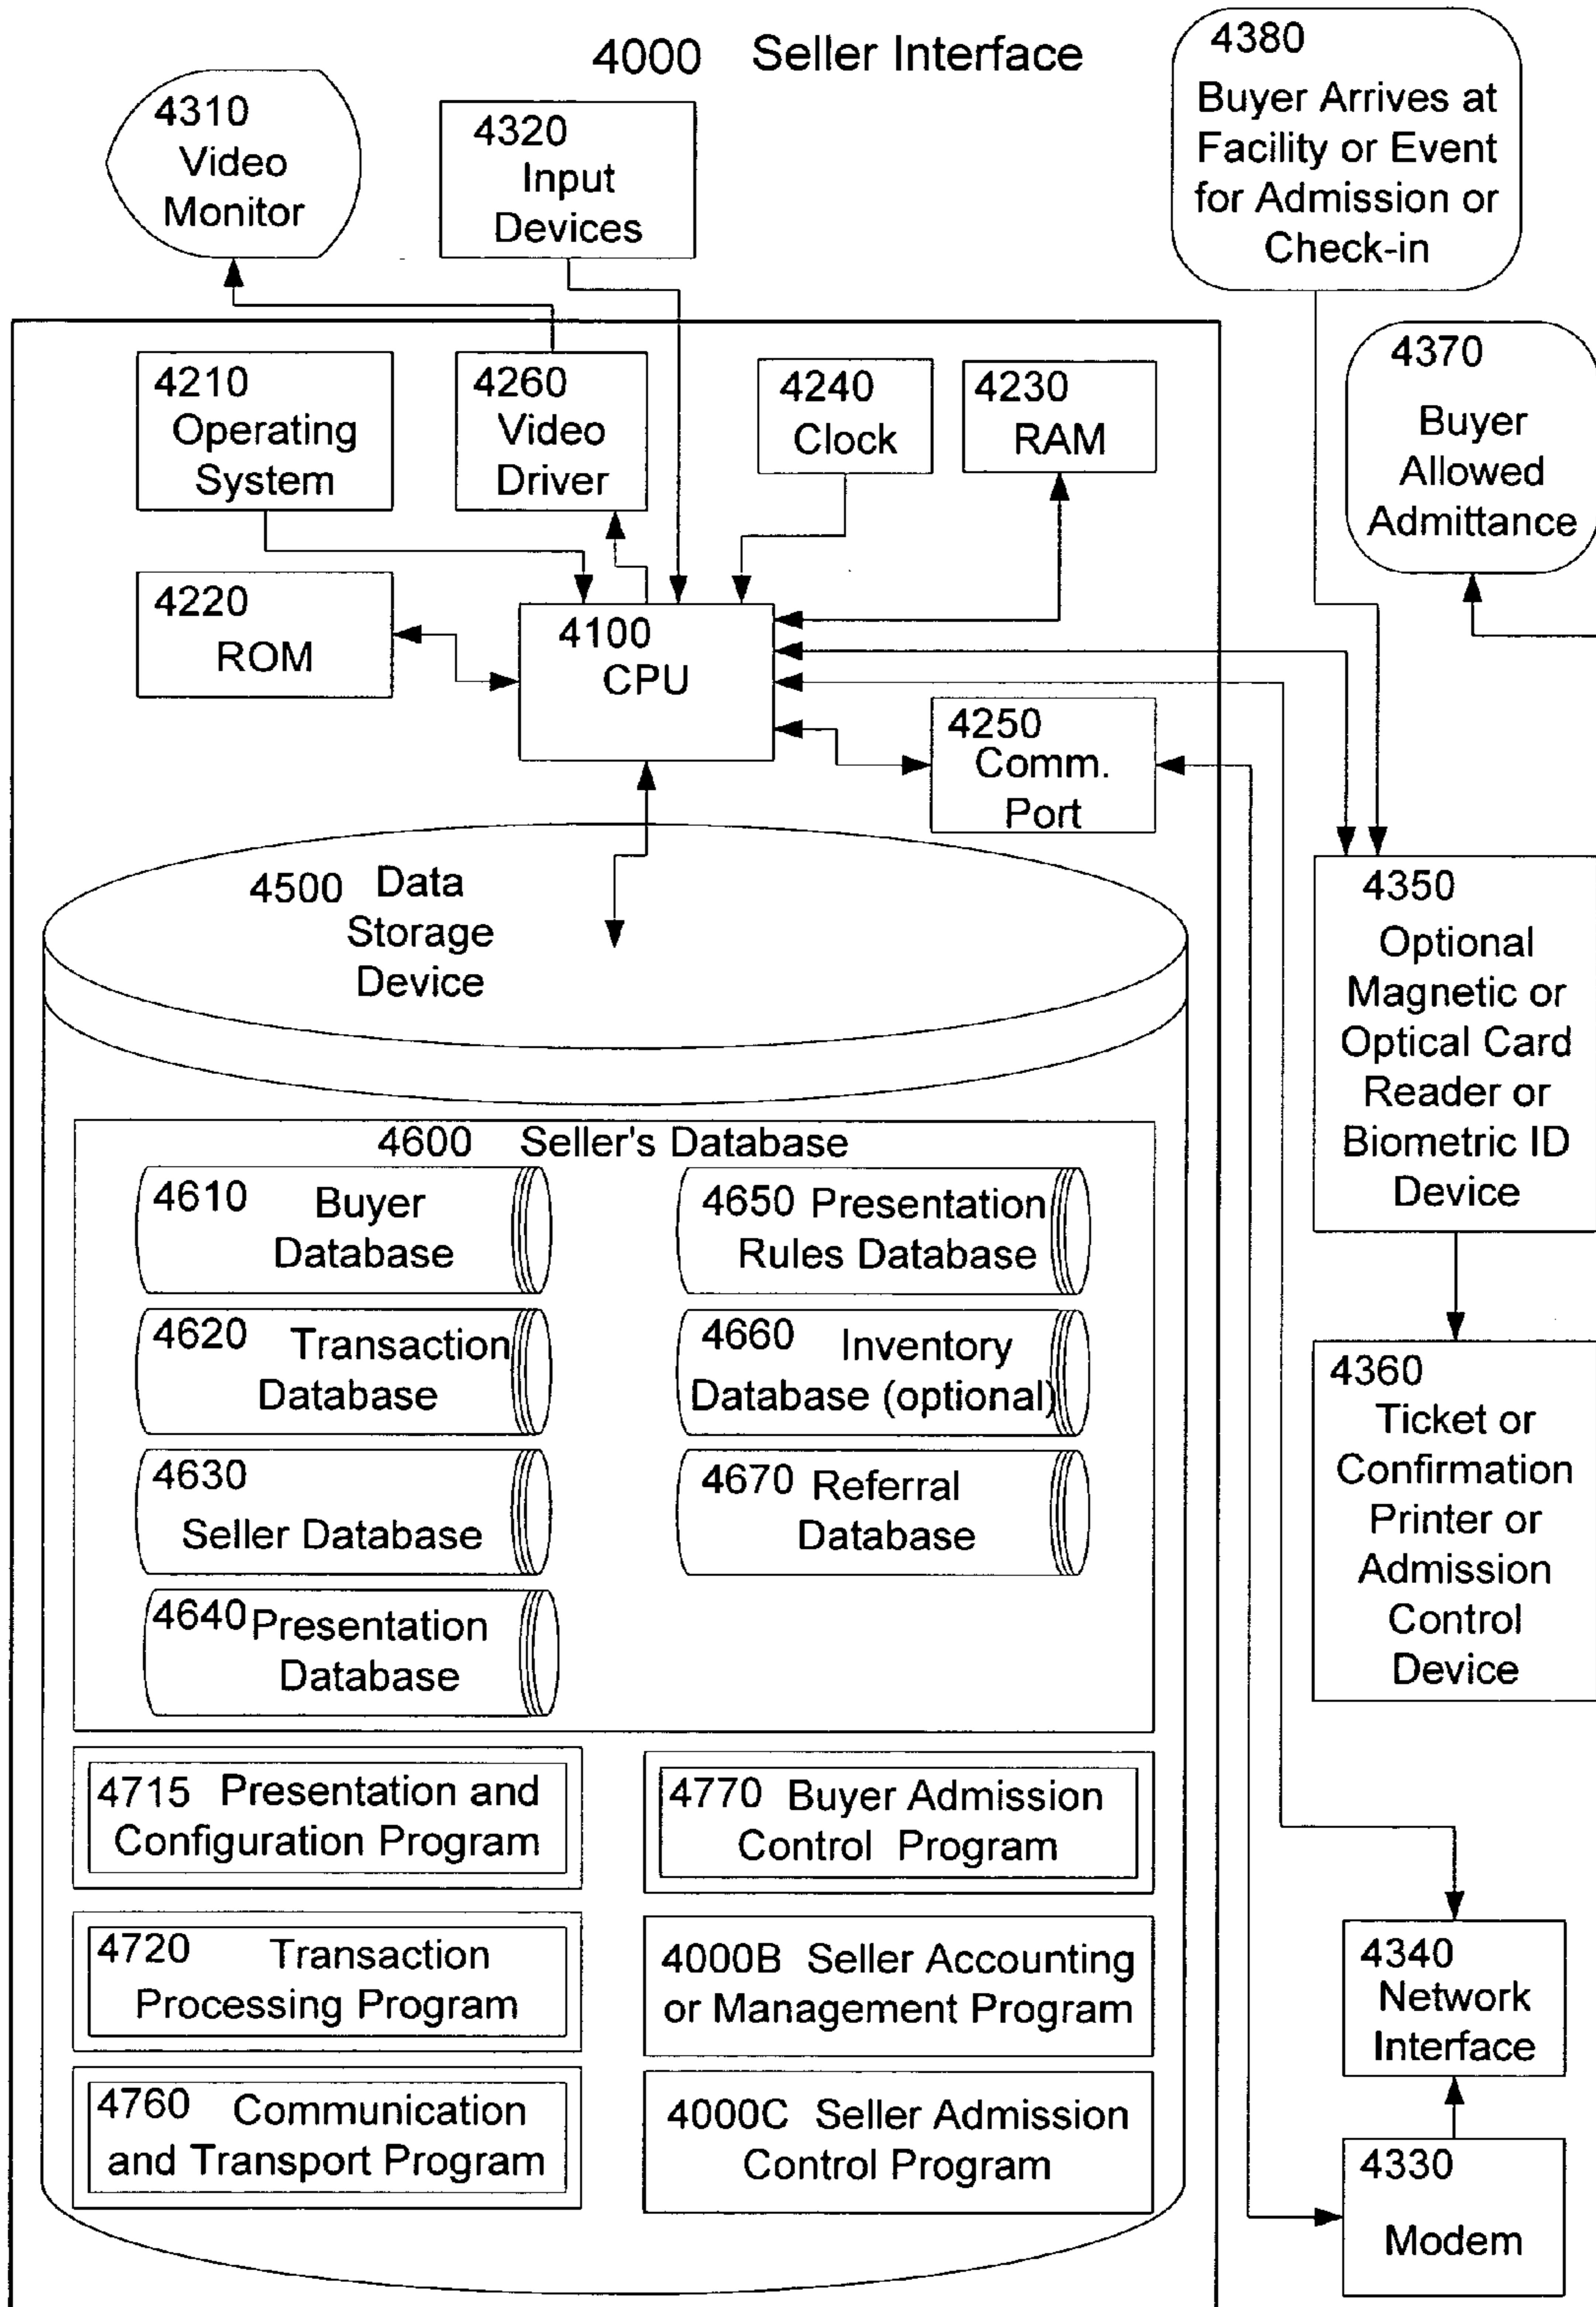 4000 Seller Interface
4310
Video
Monitor
4320
Input
Devices
4380
Buyer Arrives at
Facility or Event
for Admission or
Check-in
4210
Operating
System
4260
Video
Driver
4240
Clock
4230
RAM
4370
Buyer
Allowed
Admittance
4220
ROM
4100
CPU
4250
Comm.
Port
4500 Data
Storage
Device
4350
Optional
Magnetic or
Optical Card
Reader or
Biometric ID
Device
4600 Seller's Database
4610 Buyer
Database
4650 Presentation
Rules Database
4620 Transaction
Database
4660 Inventory
Database (optional)
4630
Seller Database
4670 Referral
Database
4640 Presentation
Database
4360
Ticket or
Confirmation
Printer or
Admission
Control
Device
4715 Presentation and
Configuration Program
4770 Buyer Admission
Control Program
4720 Transaction
Processing Program
4000B Seller Accounting
or Management Program
4760 Communication
and Transport Program
4000C Seller Admission
Control Program
4340
Network
Interface
4330
Modem